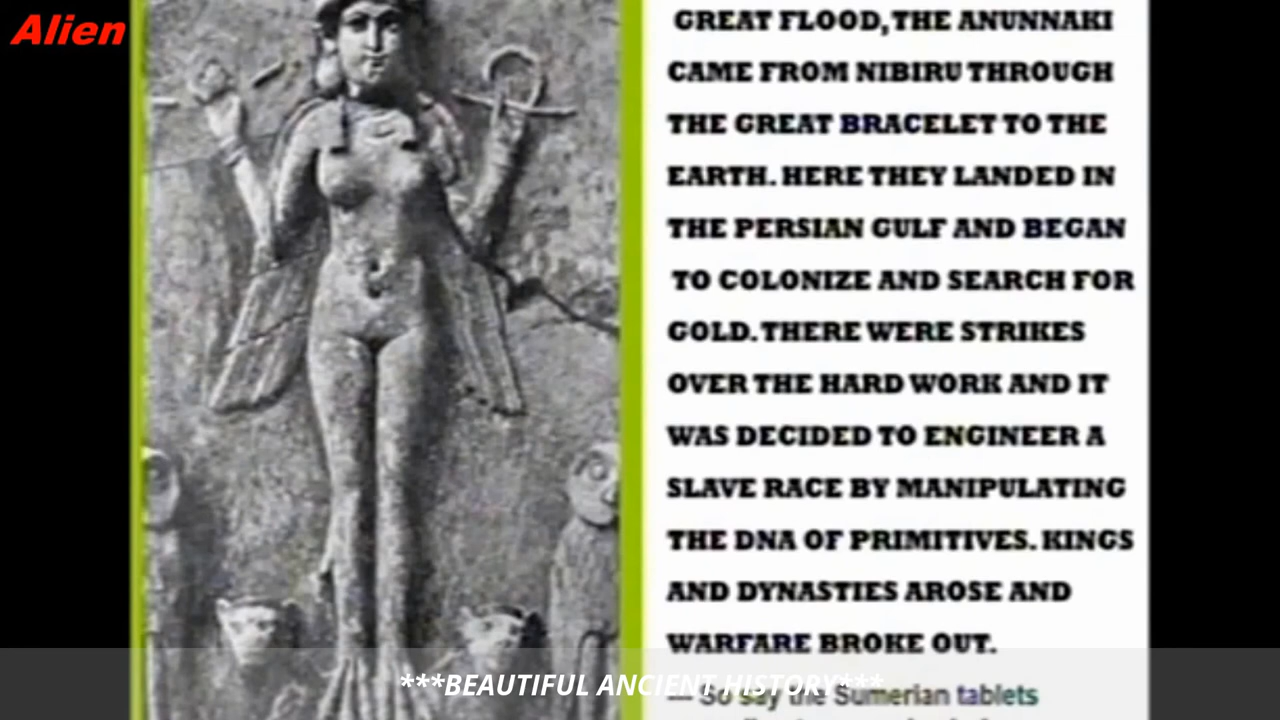 Alien
GREAT FLOOD, THE ANUNNAKI
CAME FROM NIBIRU THROUGH
THE GREAT BRACELET TO THE
EARTH. HERE THEY LANDED IN
THE PERSIAN GULF AND BEGAN
TO COLONIZE AND SEARCH FOR
GOLD. THERE WERE STRIKES
OVER THE HARD WORK AND IT
WAS DECIDED TO ENGINEER A
SLAVE RACE BY MANIPULATING
THE DNA OF PRIMITIVES. KINGS
AND DYNASTIES AROSE AND
WARFARE BROKE OUT.
— So say the Sumerian tablets
***BEAUTIFUL ANCIENT HISTORY***